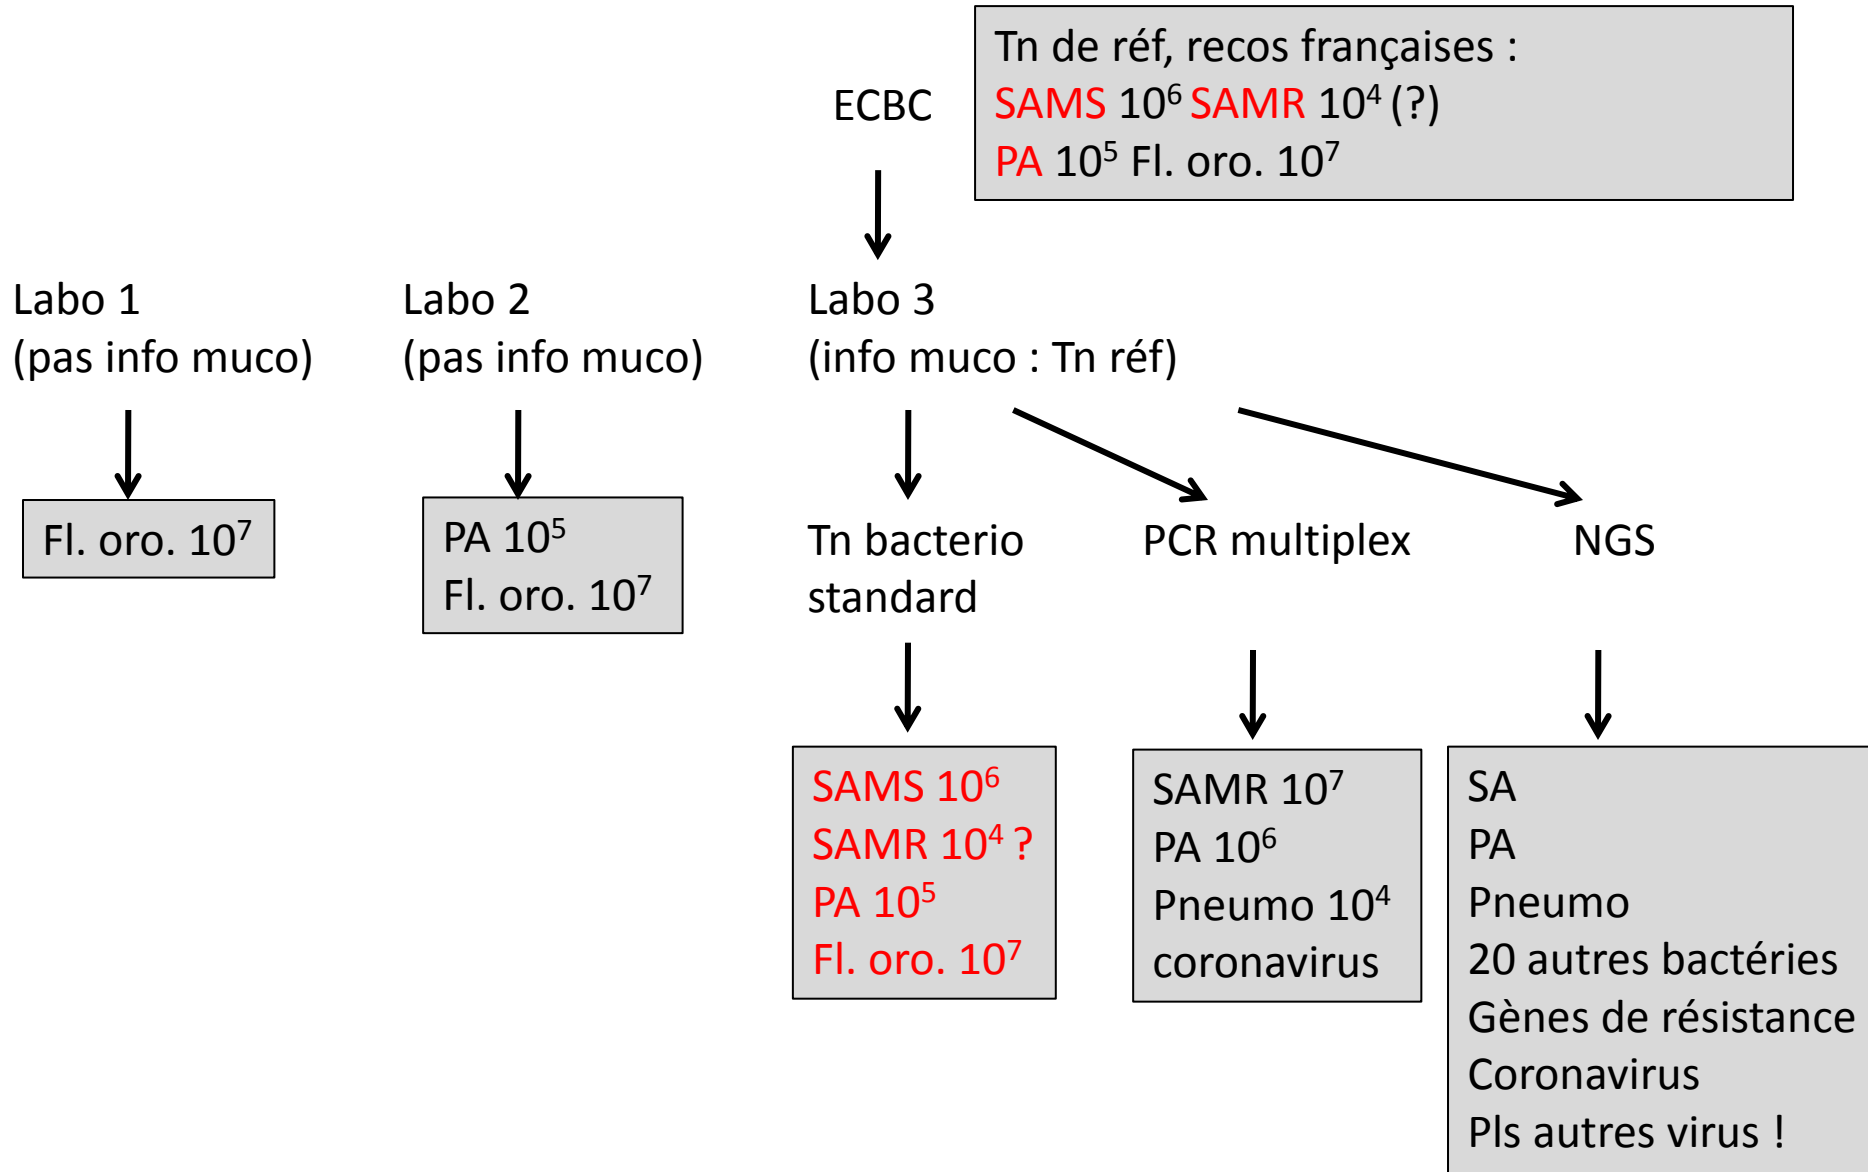 ECBC
Tn de réf, recos françaises :
SAMS 10⁶ SAMR 10⁴ (?)
PA 10⁵ Fl. oro. 10⁷
Labo 1
(pas info muco)
Labo 2
(pas info muco)
Labo 3
(info muco : Tn réf)
Fl. oro. 10⁷
PA 10⁵
Fl. oro. 10⁷
Tn bacterio
standard
PCR multiplex
NGS
SAMS 10⁶
SAMR 10⁴ ?
PA 10⁵
Fl. oro. 10⁷
SAMR 10⁷
PA 10⁶
Pneumo 10⁴
coronavirus
SA
PA
Pneumo
20 autres bactéries
Gènes de résistance
Coronavirus
Pls autres virus !